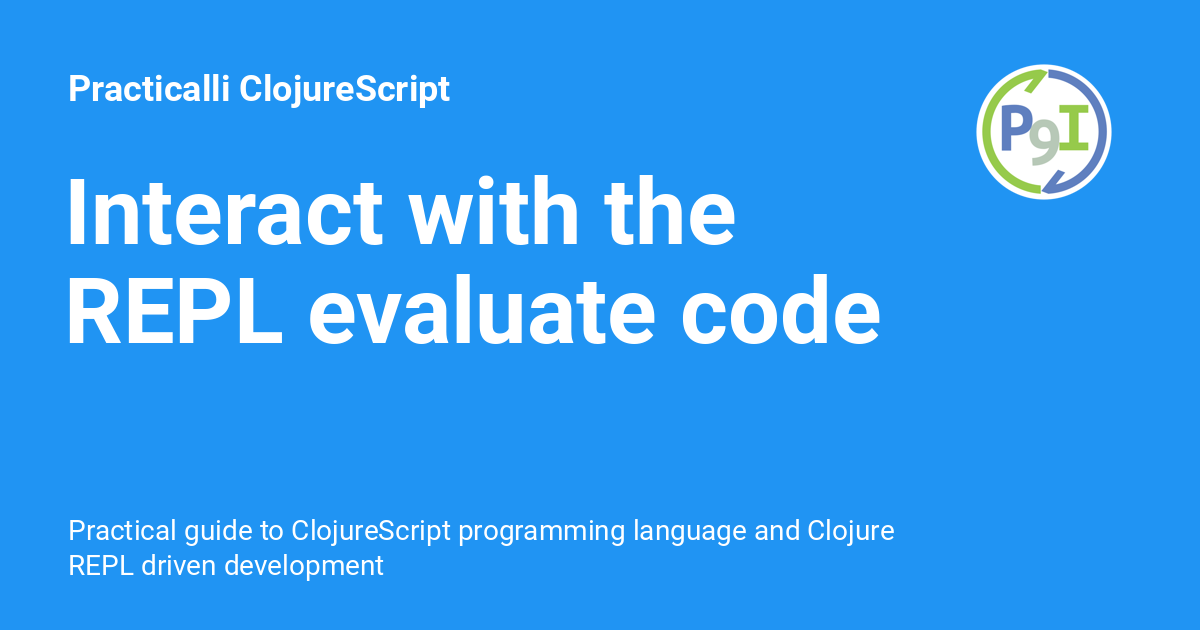 Practicalli ClojureScript
P9I
Interact with the
REPL evaluate code
Practical guide to ClojureScript programming language and Clojure
REPL driven development